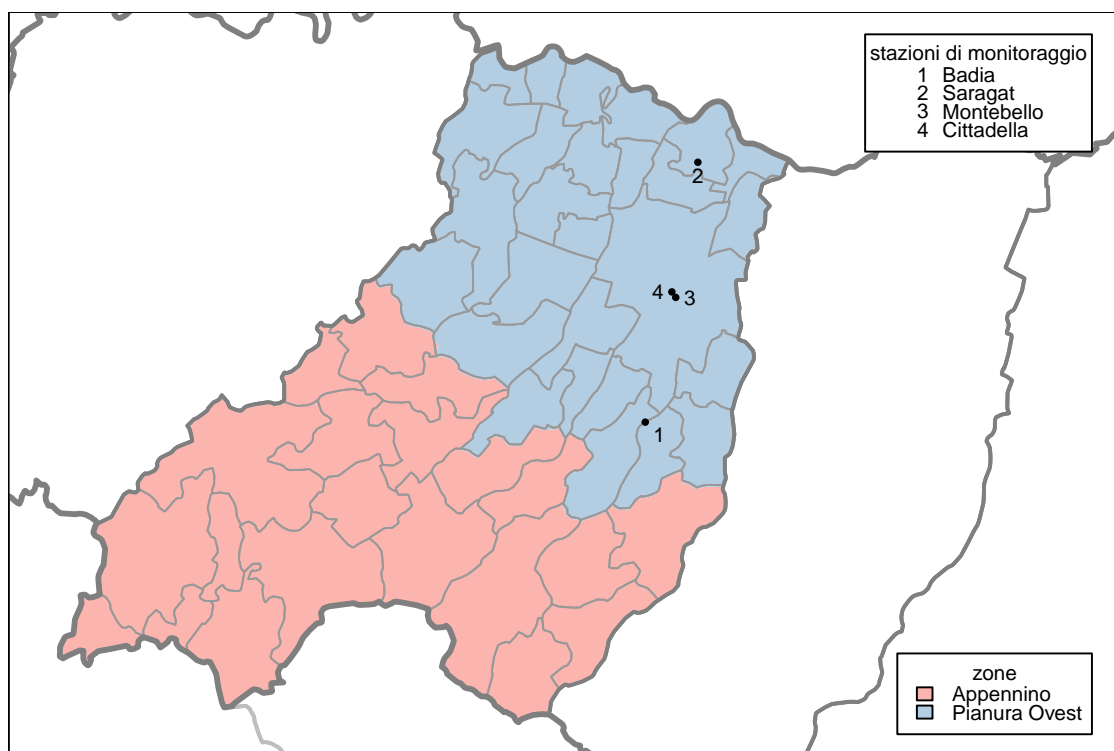 stazioni di monitoraggio
1 Badia
2 Saragat
3 Montebello
4 Cittadella
2
4 3
1
zone
Appennino
Pianura Ovest